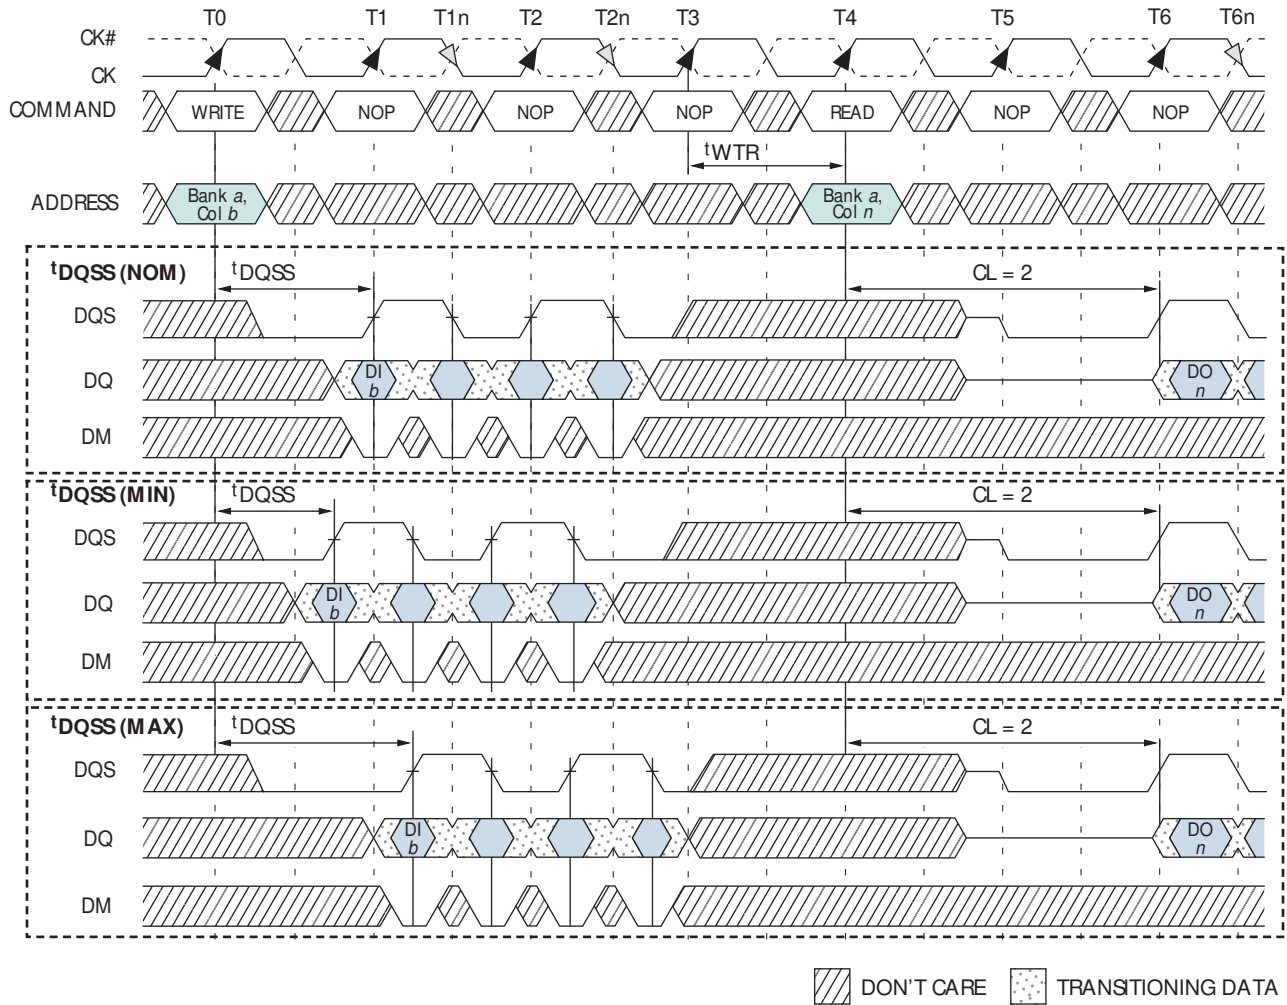 T0 T1 T1n T2 T2n T3 T4 T5 T6 T6n
CK#
CK
COMMAND WRITE NOP NOP NOP READ NOP NOP
tWTR
ADDRESS Bank a, Col b Bank a, Col n
tDQSS (NOM) tDQSS CL = 2
DQS
DQ DI b DO n
DM
tDQSS (MIN) tDQSS CL = 2
DQS
DQ DI b DO n
DM
tDQSS (MAX) tDQSS CL = 2
DQS
DQ DI b DO n
DM
DON'T CARE TRANSITIONING DATA